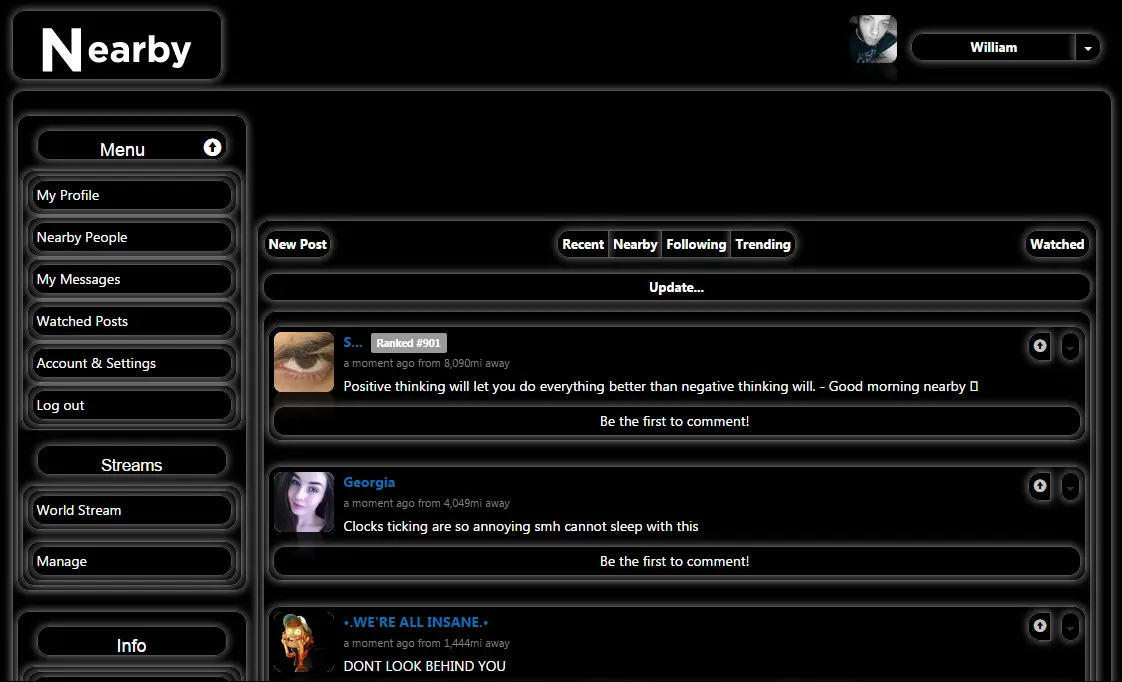 Nearby
William
Menu
My Profile
Nearby People
My Messages
Watched Posts
Account & Settings
Log out
Streams
World Stream
Manage
Info
New Post
Recent Nearby Following Trending
Watched
Update...
S... Ranked #901
a moment ago from 8,090mi away
Positive thinking will let you do everything better than negative thinking will. - Good morning nearby
Be the first to comment!
Georgia
a moment ago from 4,049mi away
Clocks ticking are so annoying smh cannot sleep with this
Be the first to comment!
•.WE'RE ALL INSANE.•
a moment ago from 1,444mi away
DONT LOOK BEHIND YOU